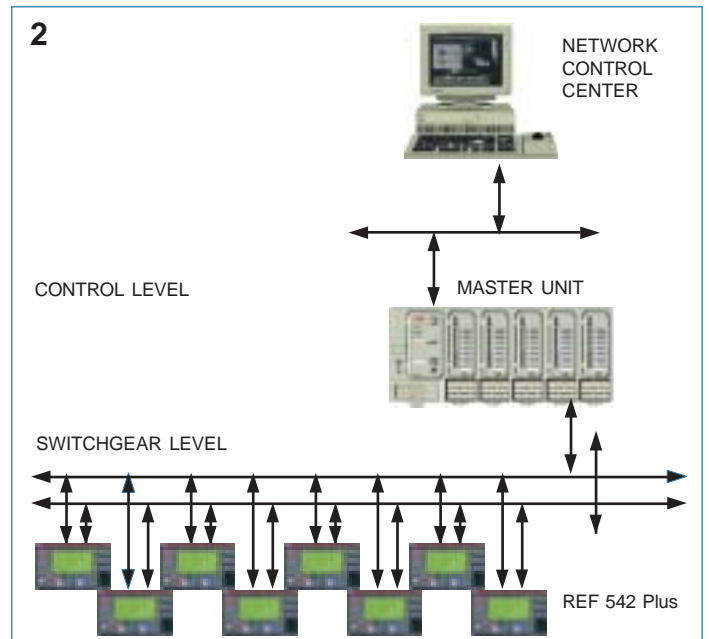 2
NETWORK
CONTROL
CENTER
CONTROL LEVEL
MASTER UNIT
SWITCHGEAR LEVEL
REF 542 Plus